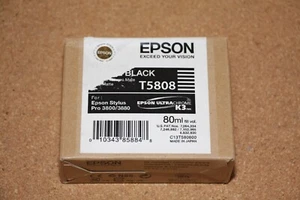 EPSON
EXCEED YOUR VISION
BLACK
T5808
For:
Epson Stylus
Pro 3800/3880
EPSON ULTRACHROME
K3
80ml
C13T580800
MADE IN JAPAN